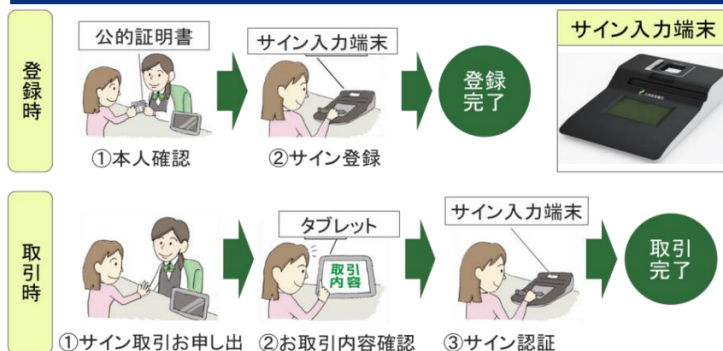 登録時
公的証明書
①本人確認
サイン入力端末
②サイン登録
登録
完了
サイン入力端末
取引時
①サイン取引お申し出
タブレット
取引
内容
②お取引内容確認
サイン入力端末
③サイン認証
取引
完了